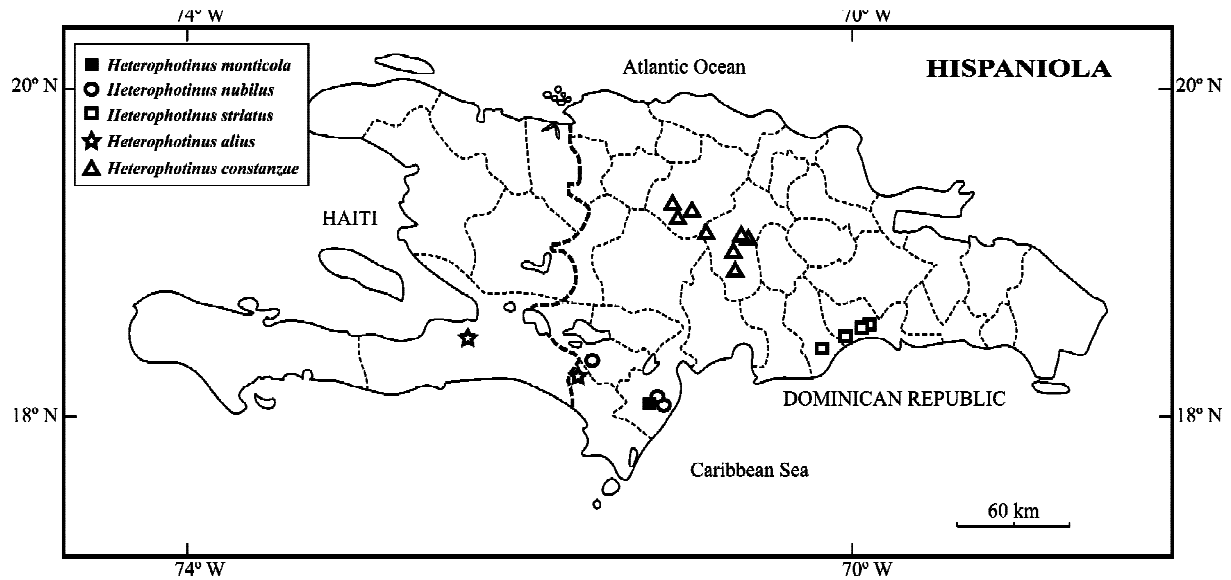 74° W 70° W
HISPANIOLA
Atlantic Ocean
20° N 20° N
Heterophotinus monticola
Heterophotinus nubilus
Heterophotinus striatus
Heterophotinus alius
Heterophotinus constanzae
HAITI
DOMINICAN REPUBLIC
18° N 18° N
Caribbean Sea
60 km
74° W 70° W